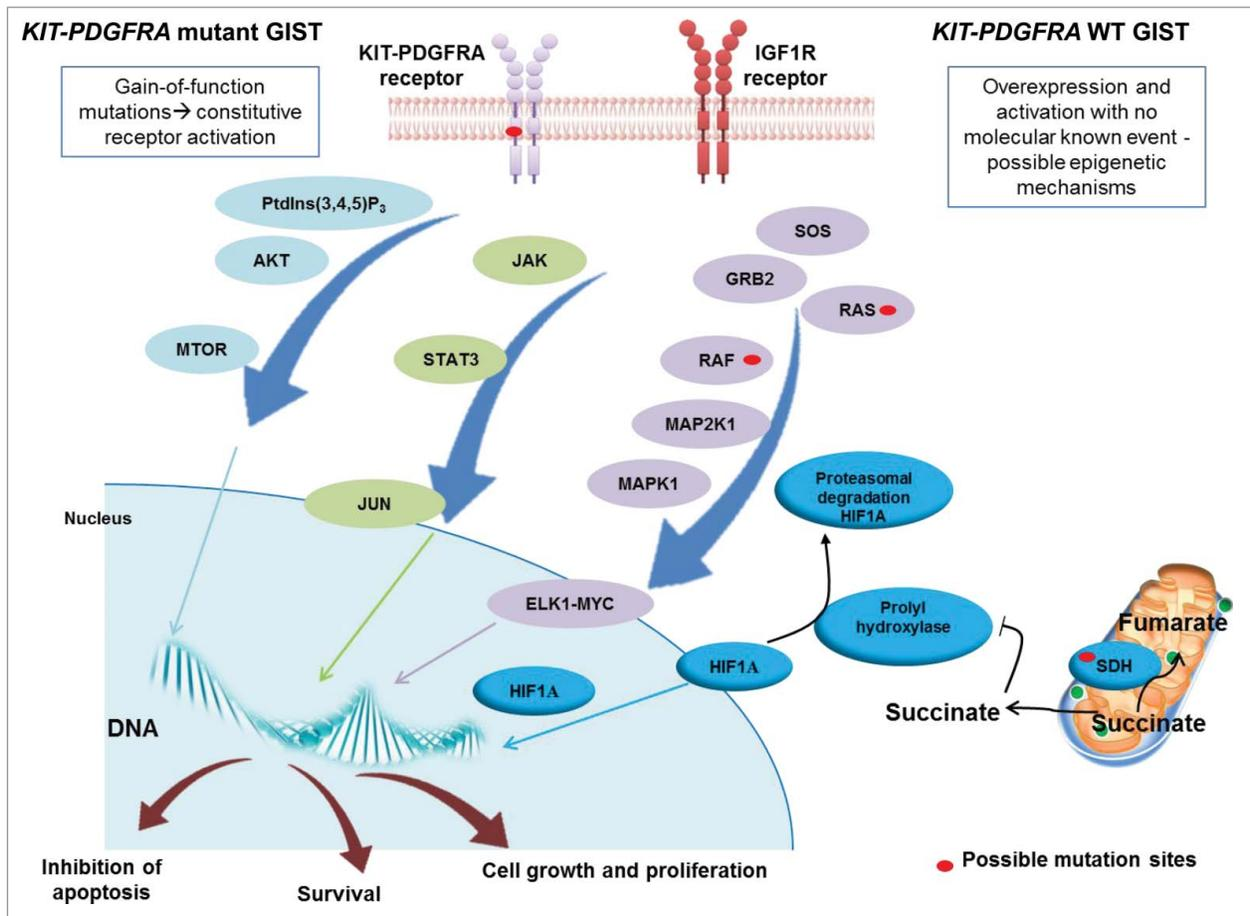 KIT-PDGFRA mutant GIST
Gain-of-function
mutations→ constitutive
receptor activation
KIT-PDGFRA
receptor
IGF1R
receptor
KIT-PDGFRA WT GIST
Overexpression and
activation with no
molecular known event -
possible epigenetic
mechanisms
PtdIns(3,4,5)P₃
AKT
MTOR
JAK
STAT3
JUN
SOS
GRB2
RAS
RAF
MAP2K1
MAPK1
ELK1-MYC
Nucleus
Proteasomal
degradation
HIF1A
Prolyl
hydroxylase
HIF1A
HIF1A
Fumarate
SDH
Succinate
Succinate
DNA
Inhibition of
apoptosis
Survival
Cell growth and proliferation
Possible mutation sites